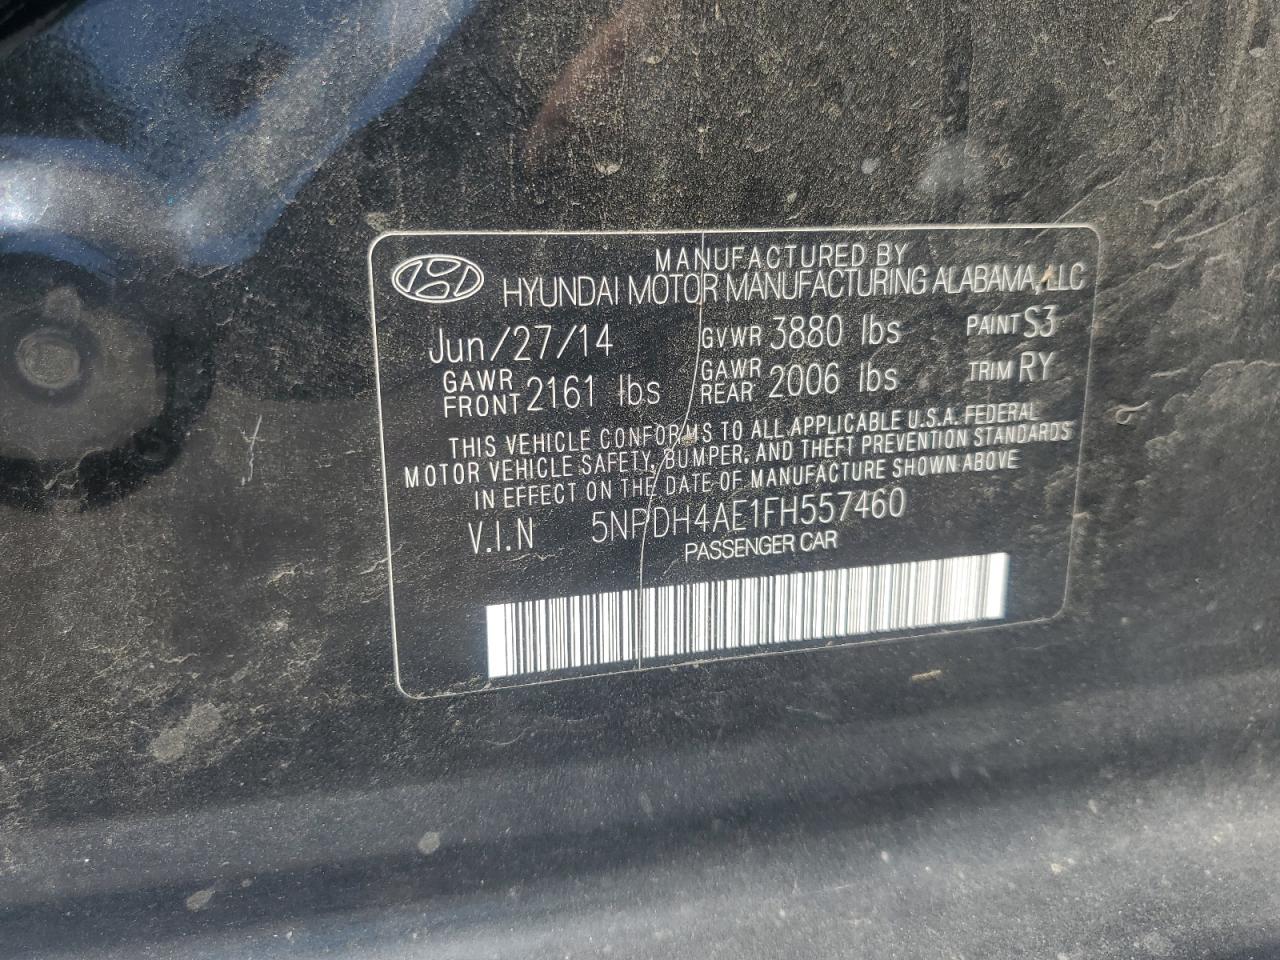 MANUFACTURED BY
HYUNDAI MOTOR MANUFACTURING ALABAMA, LLC
Jun/27/14 GVWR 3880 lbs PAINT S3
GAWR FRONT 2161 lbs GAWR REAR 2006 lbs TRIM RY
THIS VEHICLE CONFORMS TO ALL APPLICABLE U.S.A. FEDERAL
MOTOR VEHICLE SAFETY, BUMPER, AND THEFT PREVENTION STANDARDS
IN EFFECT ON THE DATE OF MANUFACTURE SHOWN ABOVE
V.I.N 5NPDH4AE1FH557460
PASSENGER CAR